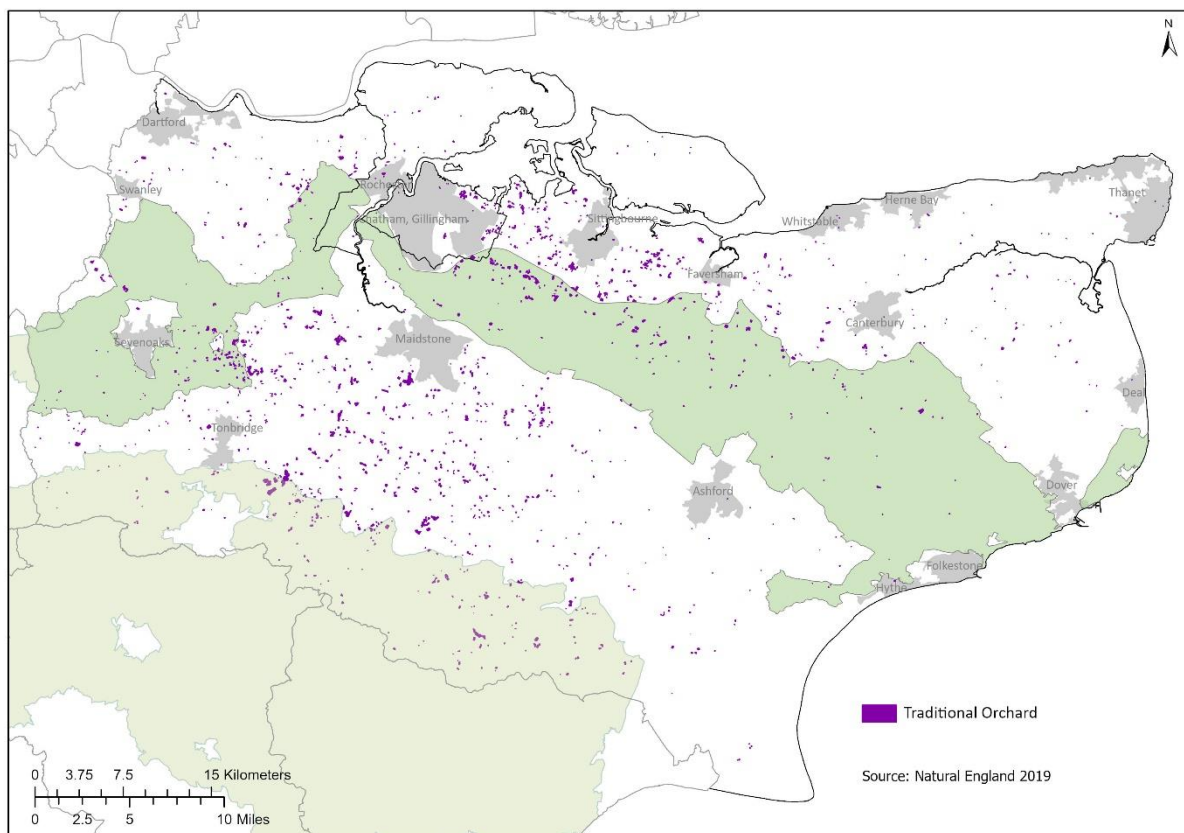 N
Dartford
Swanley
Roche
Chatham, Gillingham
Sittingbourne
Whitstable
Herne Bay
Thanet
Faversham
Canterbury
Sevenoaks
Maidstone
Deal
Tonbridge
Ashford
Dover
Folkestone
Hythe
Traditional Orchard
Source: Natural England 2019
0 3.75 7.5 15 Kilometers
0 2.5 5 10 Miles